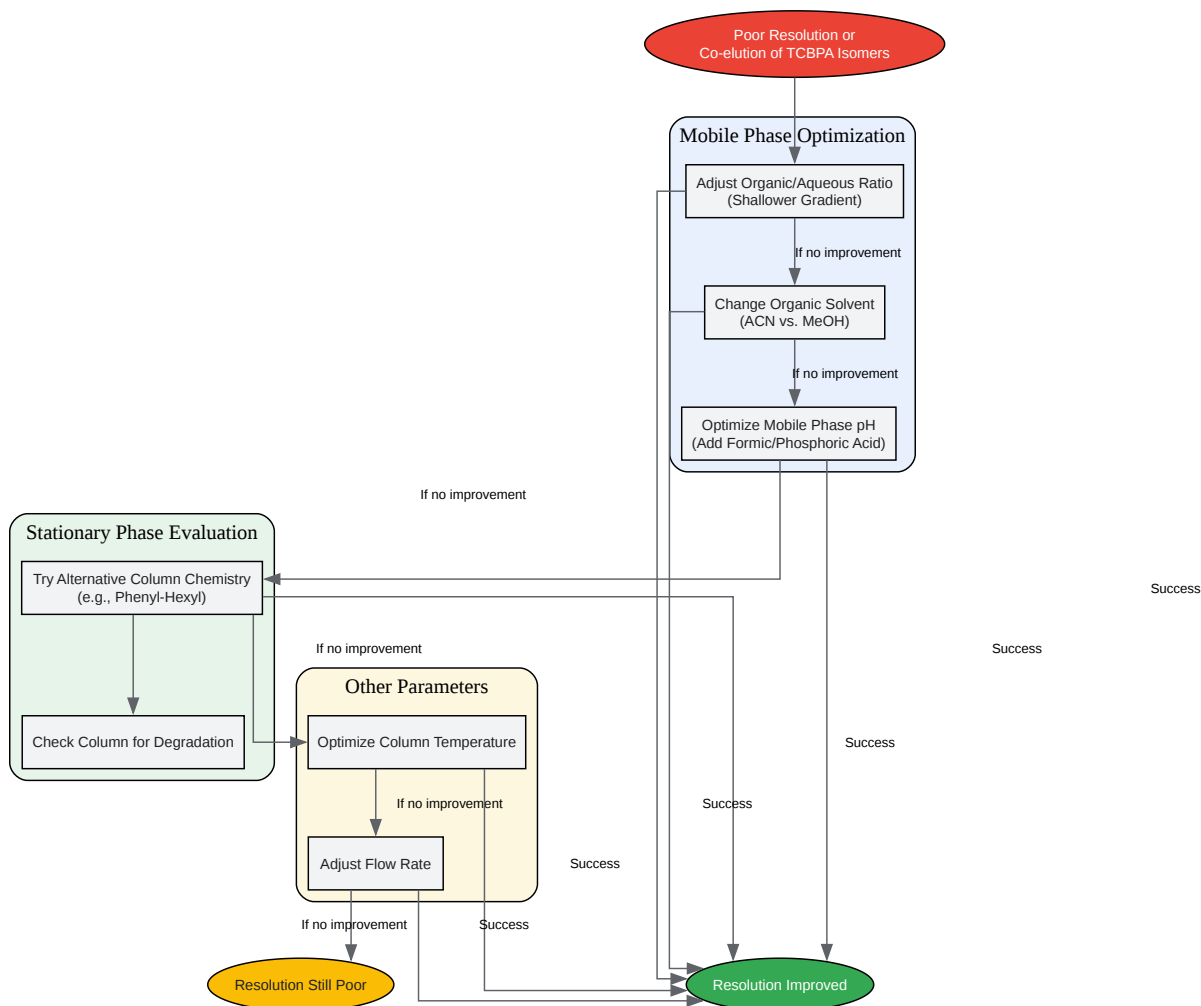 Poor Resolution or
Co-elution of TCBPA Isomers
Mobile Phase Optimization
Adjust Organic/Aqueous Ratio
(Shallower Gradient)
If no improvement
Change Organic Solvent
(ACN vs. MeOH)
If no improvement
Optimize Mobile Phase pH
(Add Formic/Phosphoric Acid)
If no improvement
Stationary Phase Evaluation
Try Alternative Column Chemistry
(e.g., Phenyl-Hexyl)
Success
If no improvement
Success
Other Parameters
Check Column for Degradation
Optimize Column Temperature
Success
If no improvement
Success
Adjust Flow Rate
Success
If no improvement
Success
Resolution Still Poor
Resolution Improved